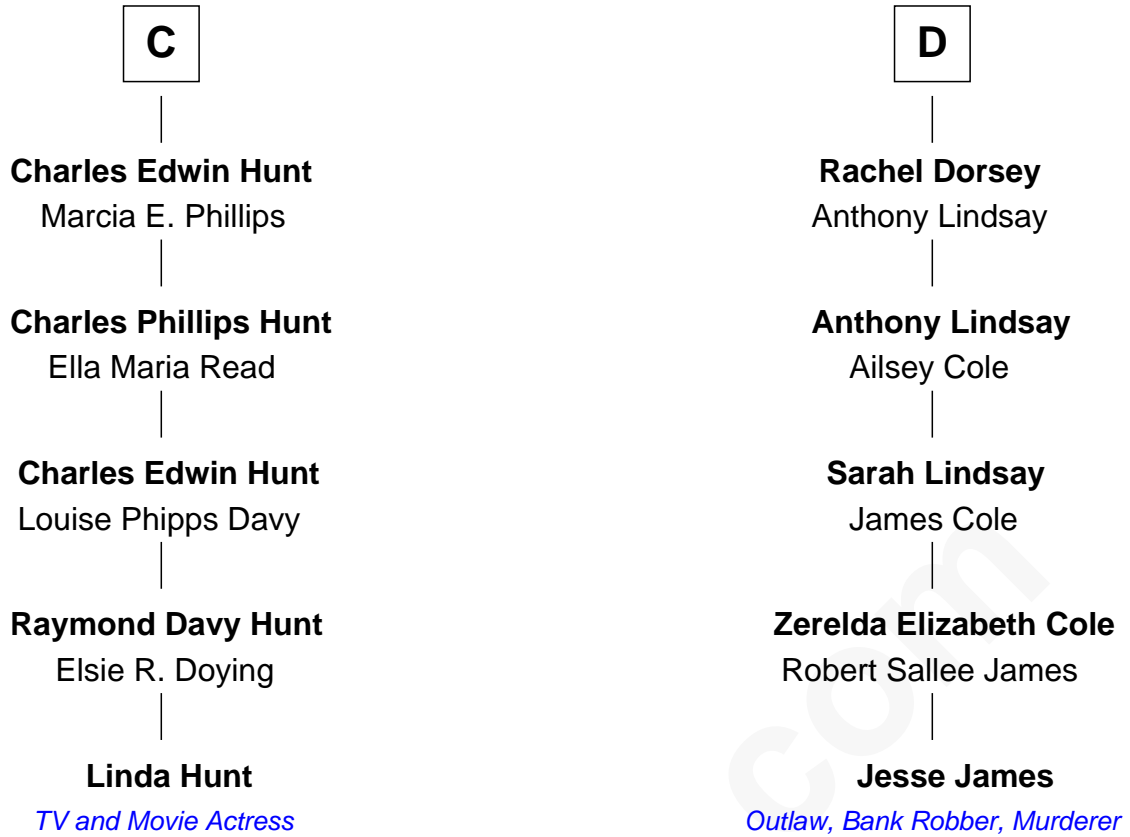 C
Charles Edwin Hunt
Marcia E. Phillips
Charles Phillips Hunt
Ella Maria Read
Charles Edwin Hunt
Louise Phipps Davy
Raymond Davy Hunt
Elsie R. Doying
Linda Hunt
TV and Movie Actress
D
Rachel Dorsey
Anthony Lindsay
Anthony Lindsay
Ailsey Cole
Sarah Lindsay
James Cole
Zerelda Elizabeth Cole
Robert Sallee James
Jesse James
Outlaw, Bank Robber, Murderer
com